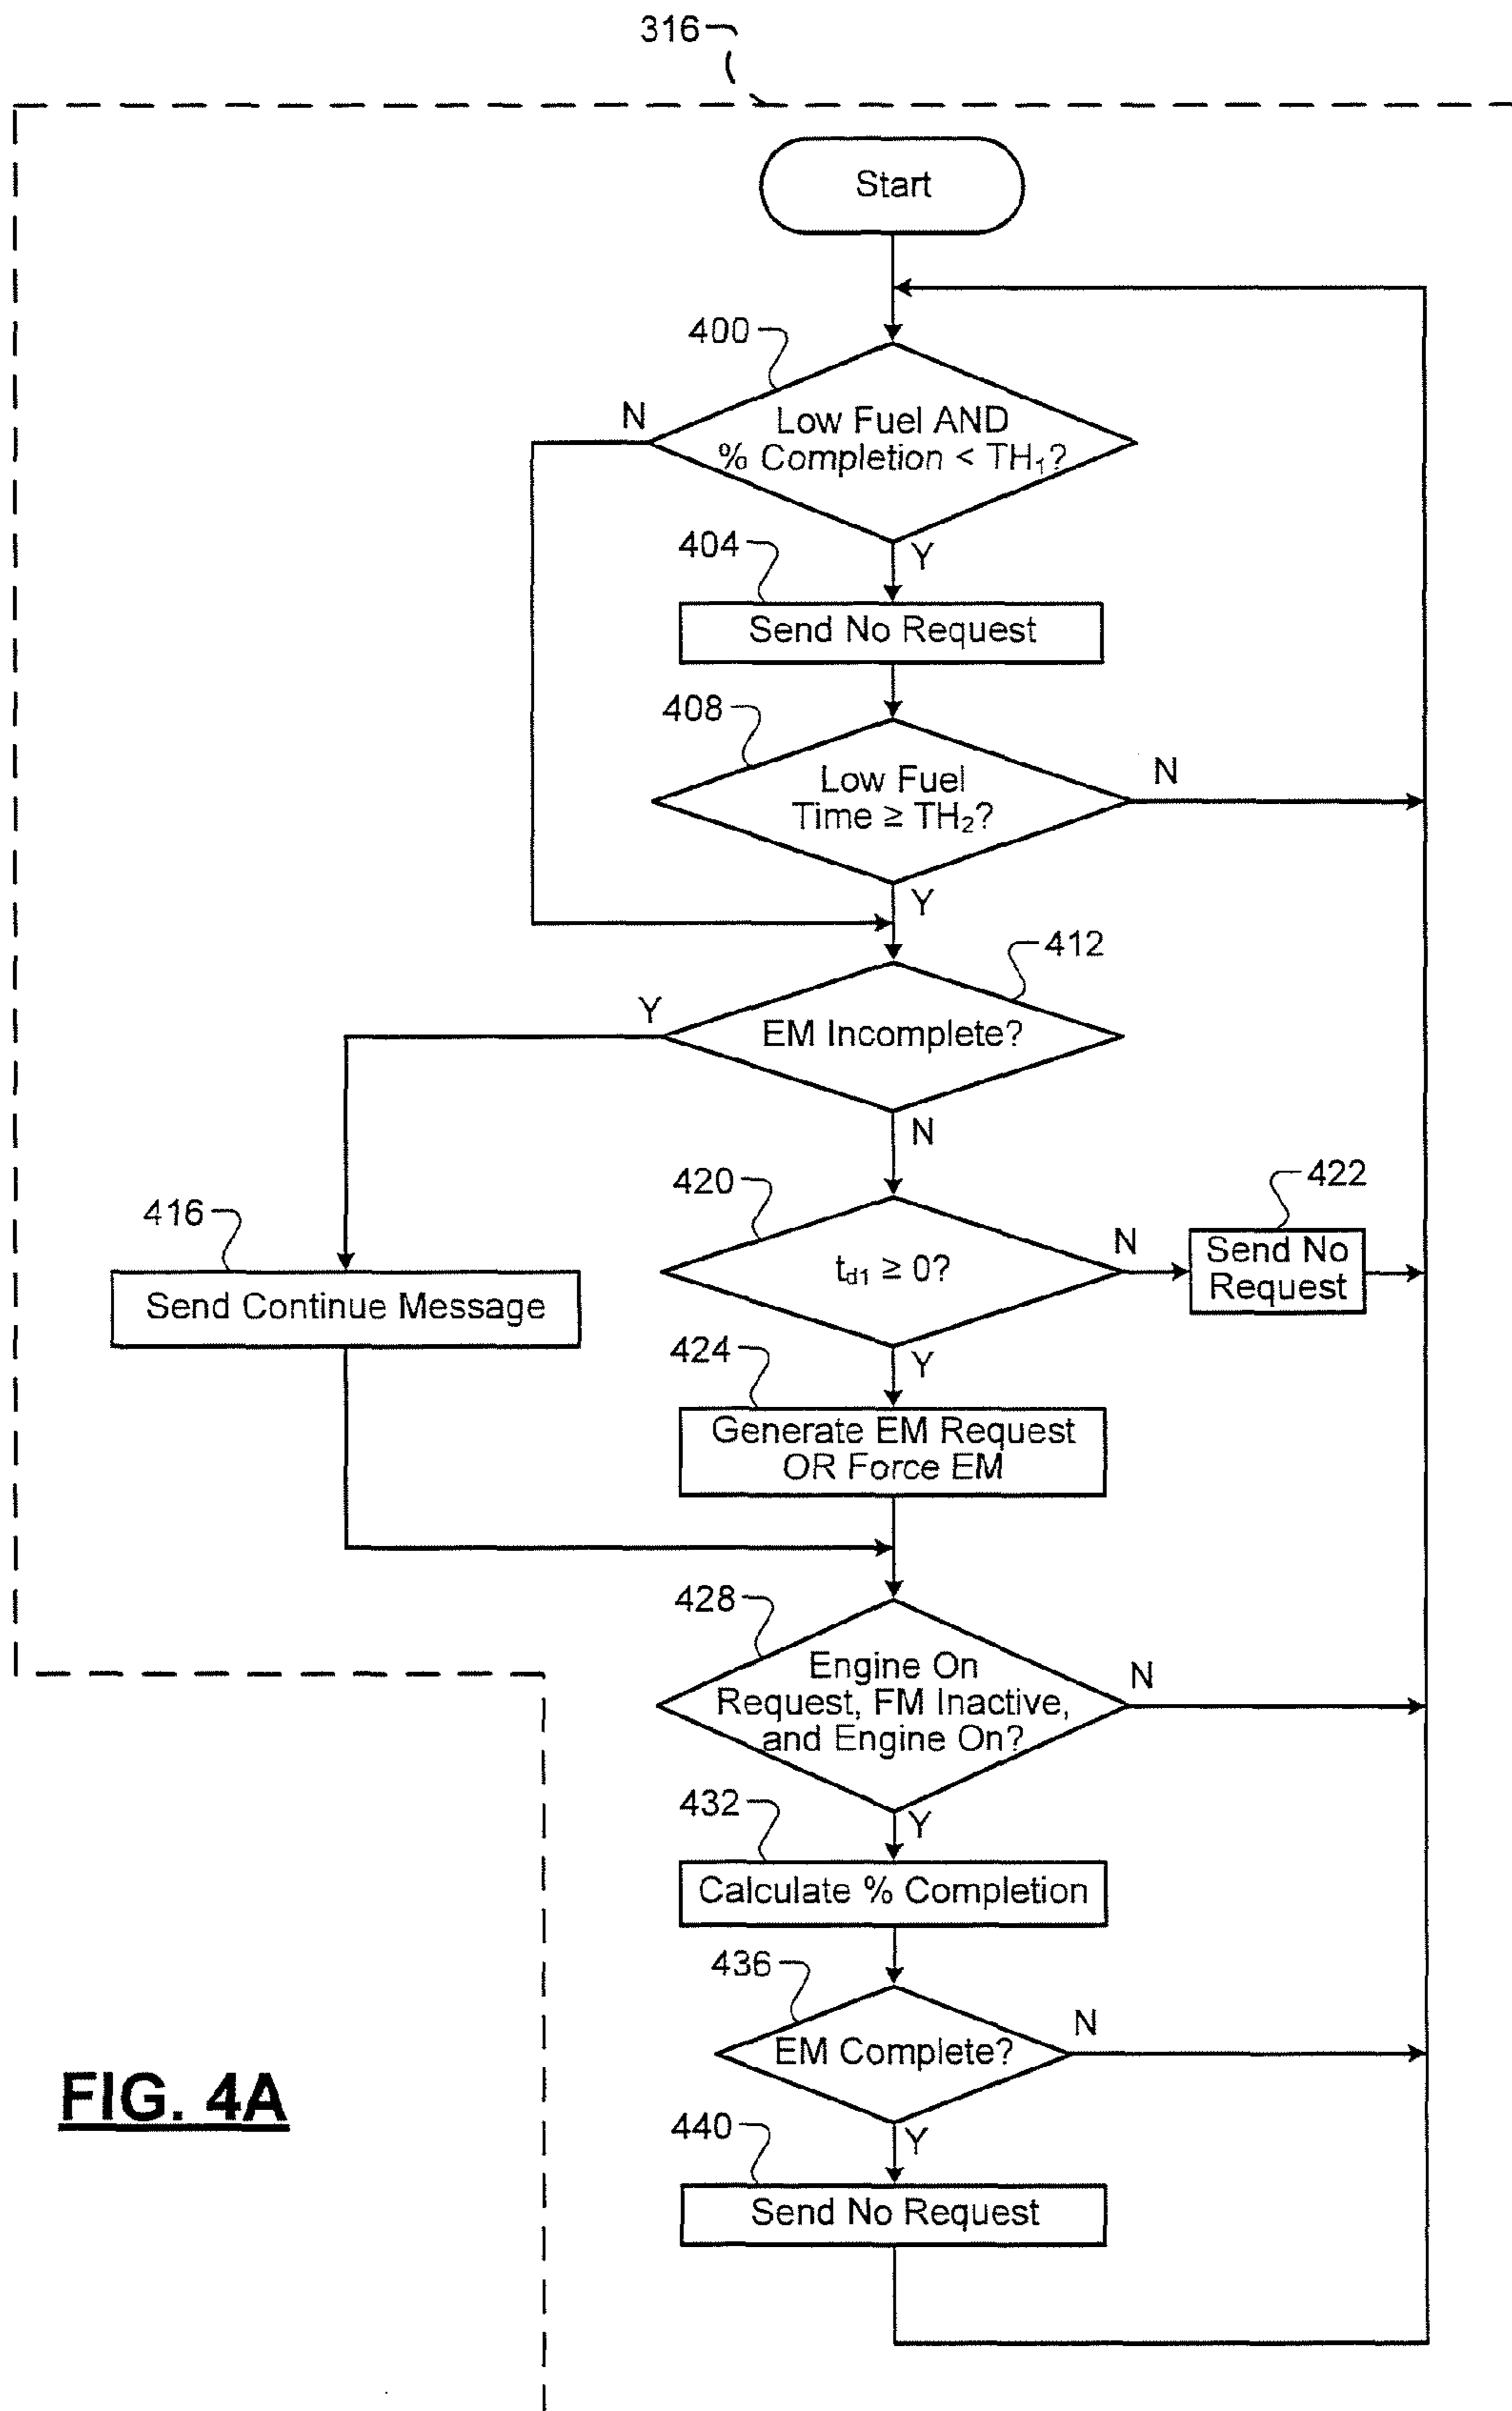 316
Start
400
N
Low Fuel AND
% Completion < TH₁?
Y
404
Send No Request
408
Low Fuel
Time ≥ TH₂?
N
Y
412
Y
EM Incomplete?
N
420
422
416
t_d1 ≥ 0?
N
Send No
Request
Send Continue Message
424
Y
Generate EM Request
OR Force EM
428
Engine On
Request, FM Inactive,
and Engine On?
N
Y
432
Calculate % Completion
436
EM Complete?
N
FIG. 4A
Y
440
Send No Request